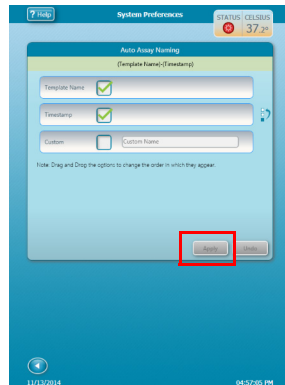 ? Help
System Preferences
STATUS CELSIUS
37.2°
Auto Assay Naming
(Template Name)-(Timestamp)
Template Name
Timestamp
Custom
Custom Name
Note: Drag and Drop the options to change the order in which they appear.
Apply
Undo
11/13/2014
04:57:05 PM